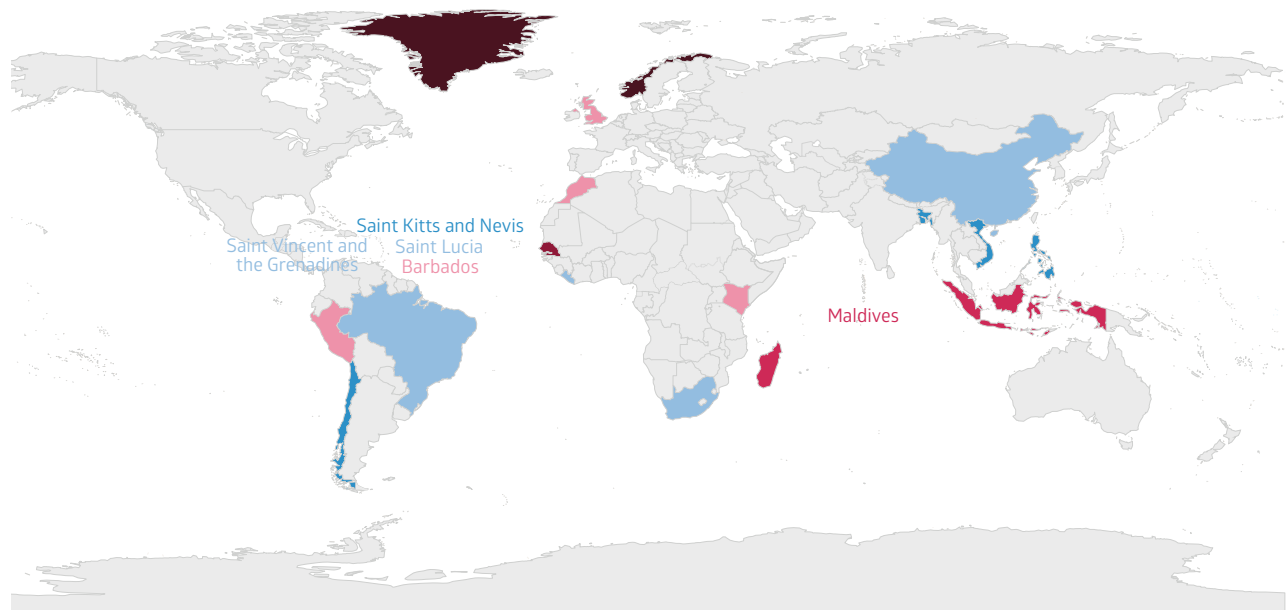 Saint Kitts and Nevis
Saint Vincent and
the Grenadines
Saint Lucia
Barbados
Maldives